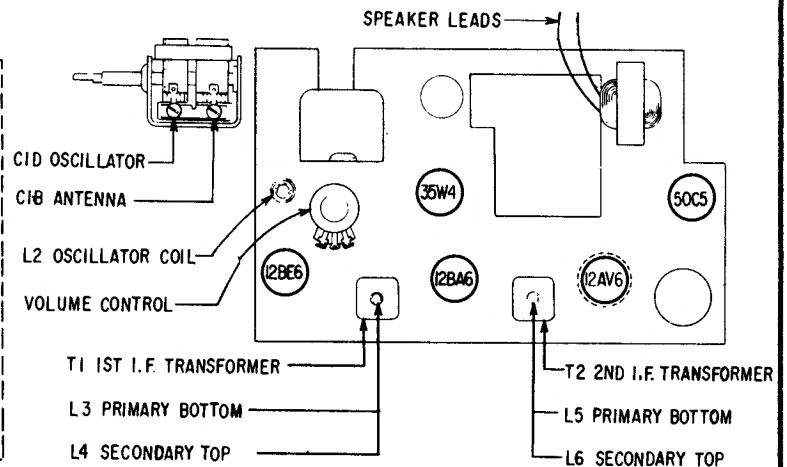 SPEAKER LEADS
C1D OSCILLATOR
C1B ANTENNA
L2 OSCILLATOR COIL
VOLUME CONTROL
35W4
50C5
12BE6
12BA6
12AV6
T1 1ST I.F. TRANSFORMER
T2 2ND I.F. TRANSFORMER
L3 PRIMARY BOTTOM
L5 PRIMARY BOTTOM
L4 SECONDARY TOP
L6 SECONDARY TOP